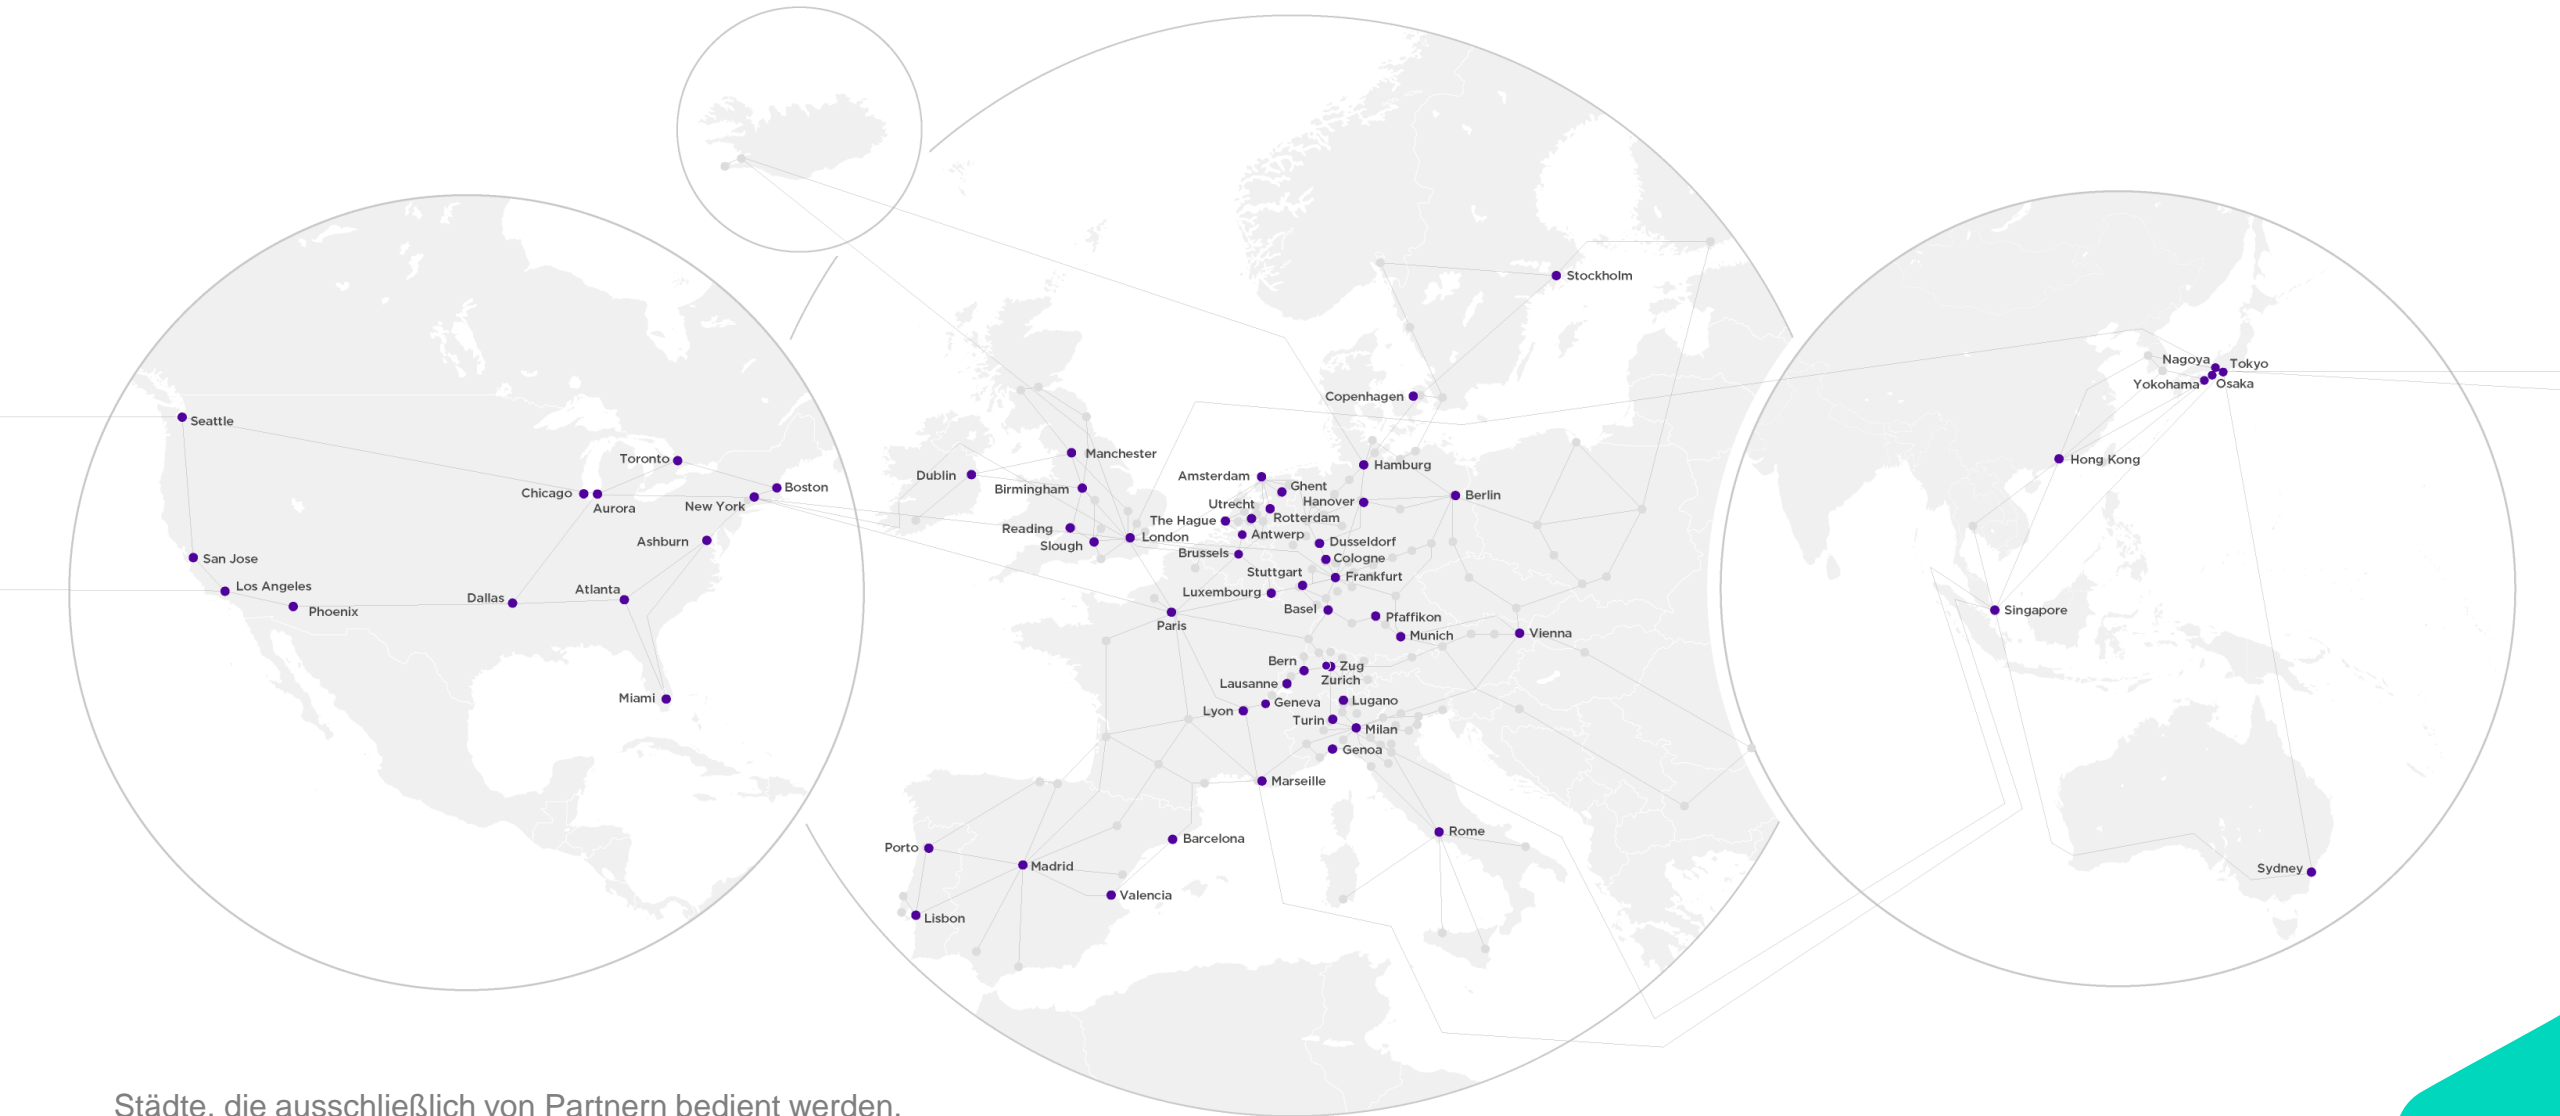 Seattle
Toronto
Chicago
Aurora
Boston
New York
Ashburn
San Jose
Los Angeles
Phoenix
Dallas
Atlanta
Miami
Stockholm
Copenhagen
Manchester
Dublin
Birmingham
Reading
Slough
London
Amsterdam
Ghent
Utrecht
The Hague
Rotterdam
Antwerp
Brussels
Hamburg
Hanover
Berlin
Dusseldorf
Cologne
Stuttgart
Frankfurt
Luxembourg
Basel
Pfaffikon
Munich
Vienna
Paris
Bern
Zug
Zurich
Lausanne
Geneva
Lyon
Lugano
Turin
Milan
Genoa
Marseille
Barcelona
Rome
Porto
Madrid
Valencia
Lisbon
Nagoya
Tokyo
Yokohama
Osaka
Hong Kong
Singapore
Sydney
Städte, die ausschließlich von Partnern bedient werden,